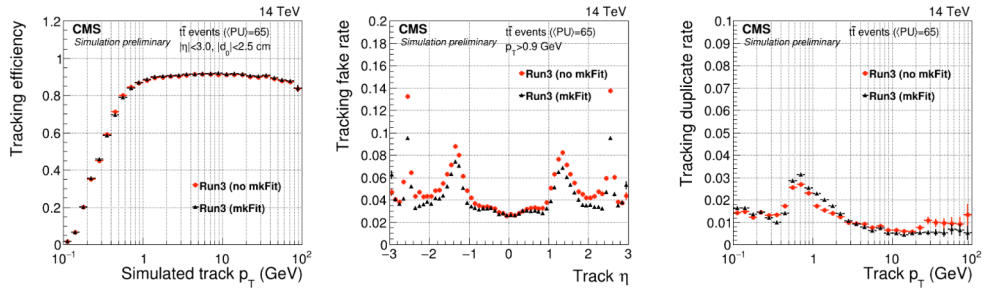 14 TeV
CMS
Simulation preliminary
tt̄ events (⟨PU⟩=65)
|η|<3.0, |d₀|<2.5 cm
Run3 (no mkFit)
Run3 (mkFit)
Tracking efficiency
1.2
1
0.8
0.6
0.4
0.2
0
10⁻¹ 1 10 10²
Simulated track p_T (GeV)
14 TeV
CMS
Simulation preliminary
tt̄ events (⟨PU⟩=65)
p_T>0.9 GeV
Run3 (no mkFit)
Run3 (mkFit)
Tracking fake rate
0.2
0.18
0.16
0.14
0.12
0.1
0.08
0.06
0.04
0.02
0
−3 −2 −1 0 1 2 3
Track η
14 TeV
CMS
Simulation preliminary
tt̄ events (⟨PU⟩=65)
Run3 (no mkFit)
Run3 (mkFit)
Tracking duplicate rate
0.1
0.09
0.08
0.07
0.06
0.05
0.04
0.03
0.02
0.01
0
10⁻¹ 1 10 10²
Track p_T (GeV)